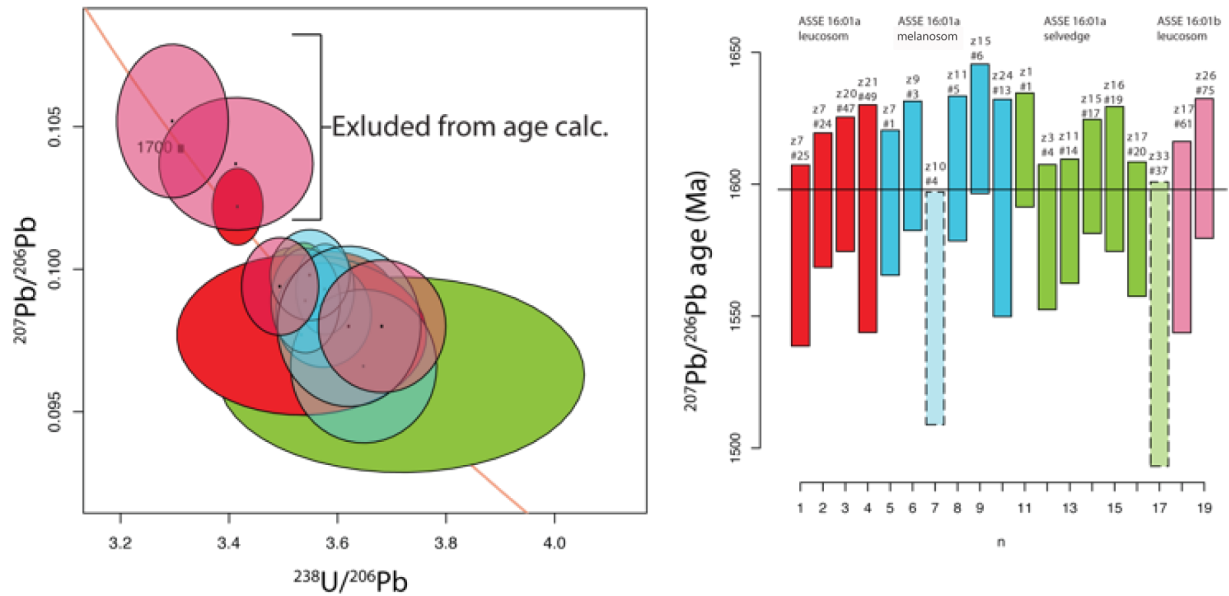 0.105
0.100
0.095
207Pb/206Pb
1700
Exluded from age calc.
3.2 3.4 3.6 3.8 4.0
238U/206Pb
ASSE 16:01a
leucosom
ASSE 16:01a
melanosom
ASSE 16:01a
selvedge
ASSE 16:01b
leucosom
1650
1600
1550
1500
207Pb/206Pb age (Ma)
z7
#25
z7
#24
z20
#47
z21
#49
z7
#1
z9
#3
z10
#4
z11
#5
z15
#6
z24
#13
z1
#1
z3
#4
z11
#14
z15
#17
z16
#19
z17
#20
z33
#37
z17
#61
z26
#75
1 2 3 4 5 6 7 8 9 11 13 15 17 19
n